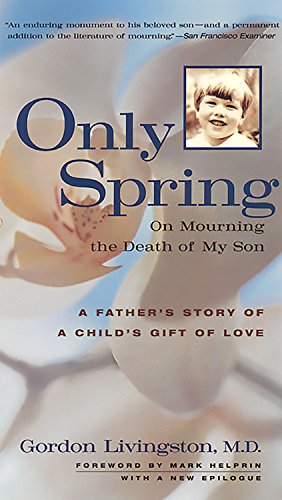 "An enduring monument to his beloved son—and a permanent
addition to the literature of mourning."—San Francisco Examiner
Only
Spring
On Mourning
the Death of My Son
A FATHER'S STORY OF
A CHILD'S GIFT OF LOVE
Gordon Livingston, M.D.
FOREWORD BY MARK HELPRIN
WITH A NEW EPILOGUE